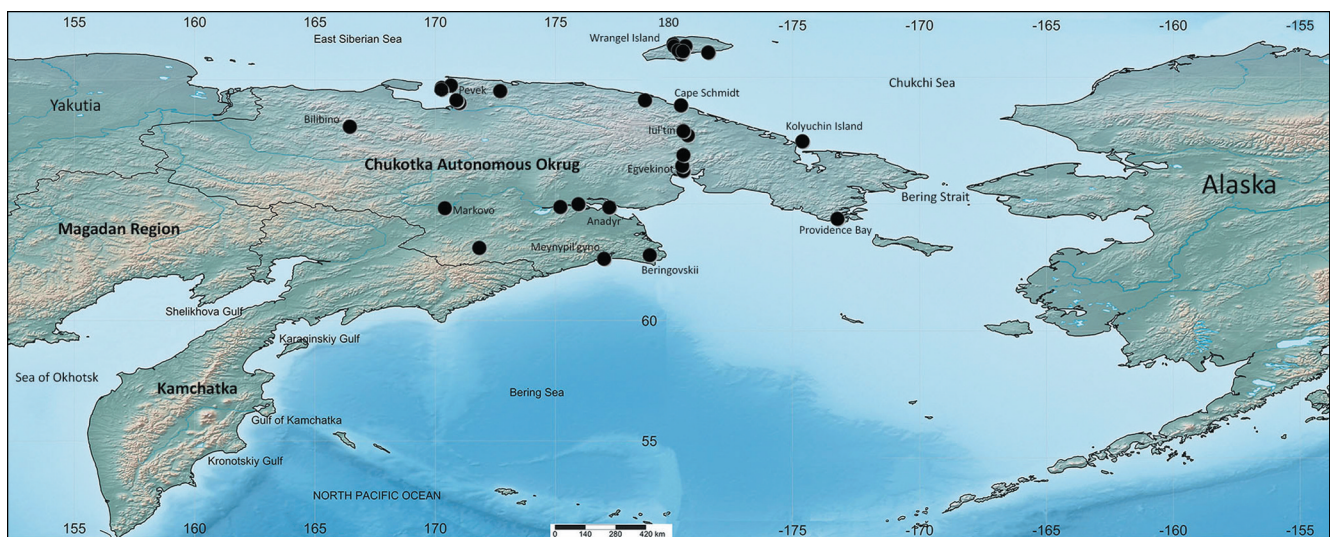 155 160 165 170 175 180 -175 -170 -165 -160 -155
East Siberian Sea
Wrangel Island
Chukchi Sea
Yakutia
Pevek
Cape Schmidt
Bilibino
Iul'tin
Kolyuchin Island
Chukotka Autonomous Okrug
Egvekinot
Alaska
Bering Strait
Markovo
Anadyr
Providence Bay
Magadan Region
Meynypil'gyno
Beringovskii
Shelikhova Gulf
60
Karaginskiy Gulf
Sea of Okhotsk
Kamchatka
Bering Sea
Gulf of Kamchatka
55
Kronotskiy Gulf
NORTH PACIFIC OCEAN
155 160 165 170 175 180 -175 -170 -165 -160 -155
0 140 280 420 km